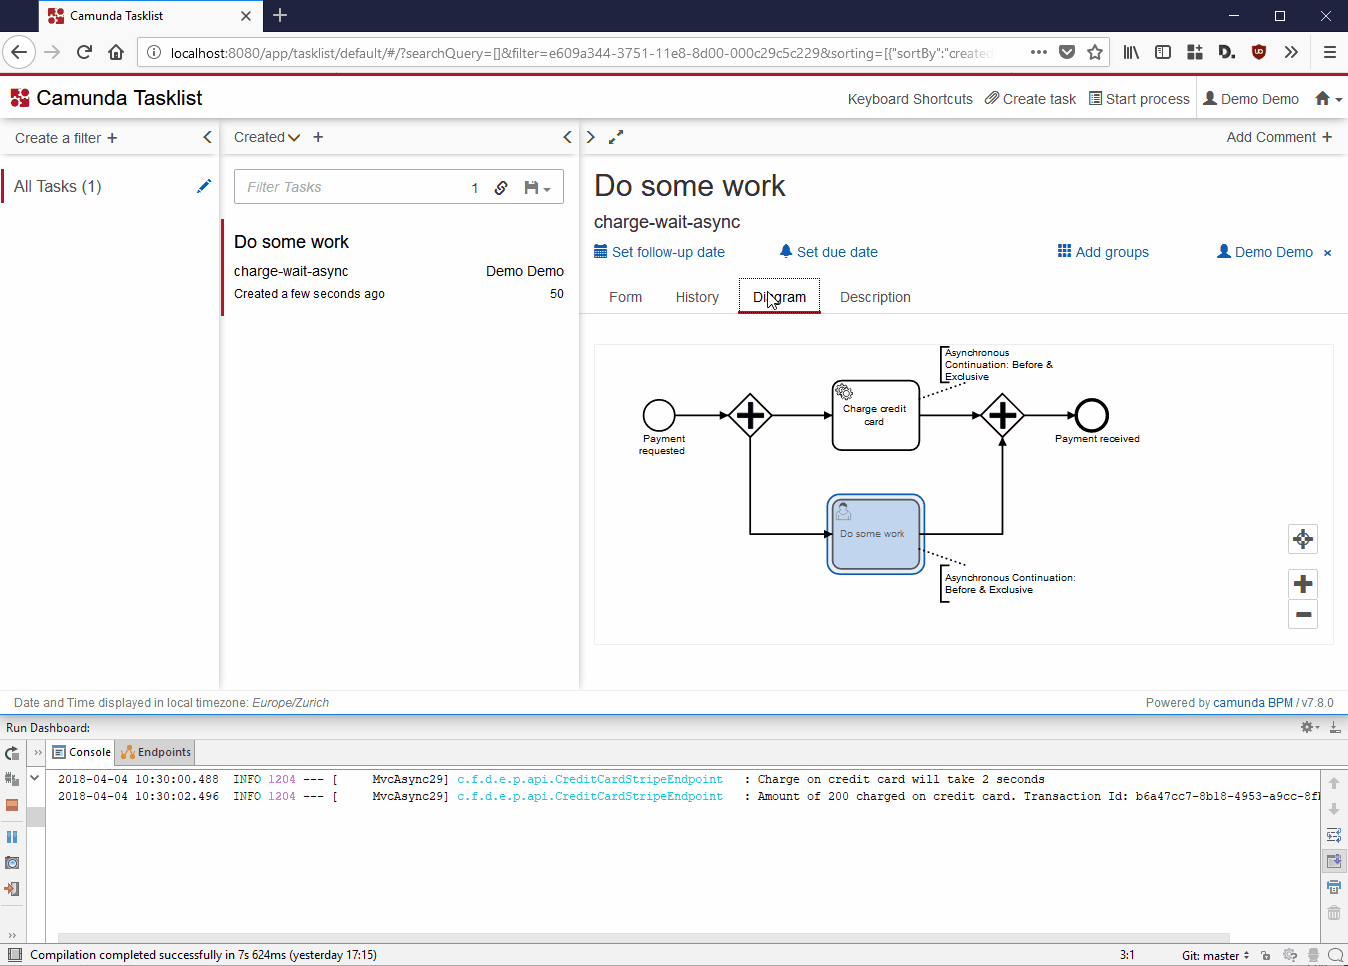 Camunda Tasklist
localhost:8080/app/tasklist/default/#/?searchQuery=[]&filter=e609a344-3751-11e8-8d00-000c29c5c229&sorting=[{"sortBy":"created
Camunda Tasklist
Keyboard Shortcuts Create task Start process Demo Demo
Create a filter +
Created +
Add Comment +
All Tasks (1)
Filter Tasks 1
Do some work
charge-wait-async Demo Demo
Created a few seconds ago 50
Do some work
charge-wait-async
Set follow-up date Set due date Add groups Demo Demo ×
Form History Diagram Description
Asynchronous
Continuation: Before &
Exclusive
Charge credit
card
Payment
requested
Payment received
Do some work
Asynchronous Continuation:
Before & Exclusive
Date and Time displayed in local timezone: Europe/Zurich
Powered by camunda BPM / v7.8.0
Run Dashboard:
Console Endpoints
2018-04-04 10:30:00.488 INFO 1204 --- [ MvcAsync29] c.f.d.e.p.api.CreditCardStripeEndpoint : Charge on credit card will take 2 seconds
2018-04-04 10:30:02.496 INFO 1204 --- [ MvcAsync29] c.f.d.e.p.api.CreditCardStripeEndpoint : Amount of 200 charged on credit card. Transaction Id: b6a47cc7-8b18-4953-a9cc-8f
Compilation completed successfully in 7s 624ms (yesterday 17:15)
3:1
Git: master